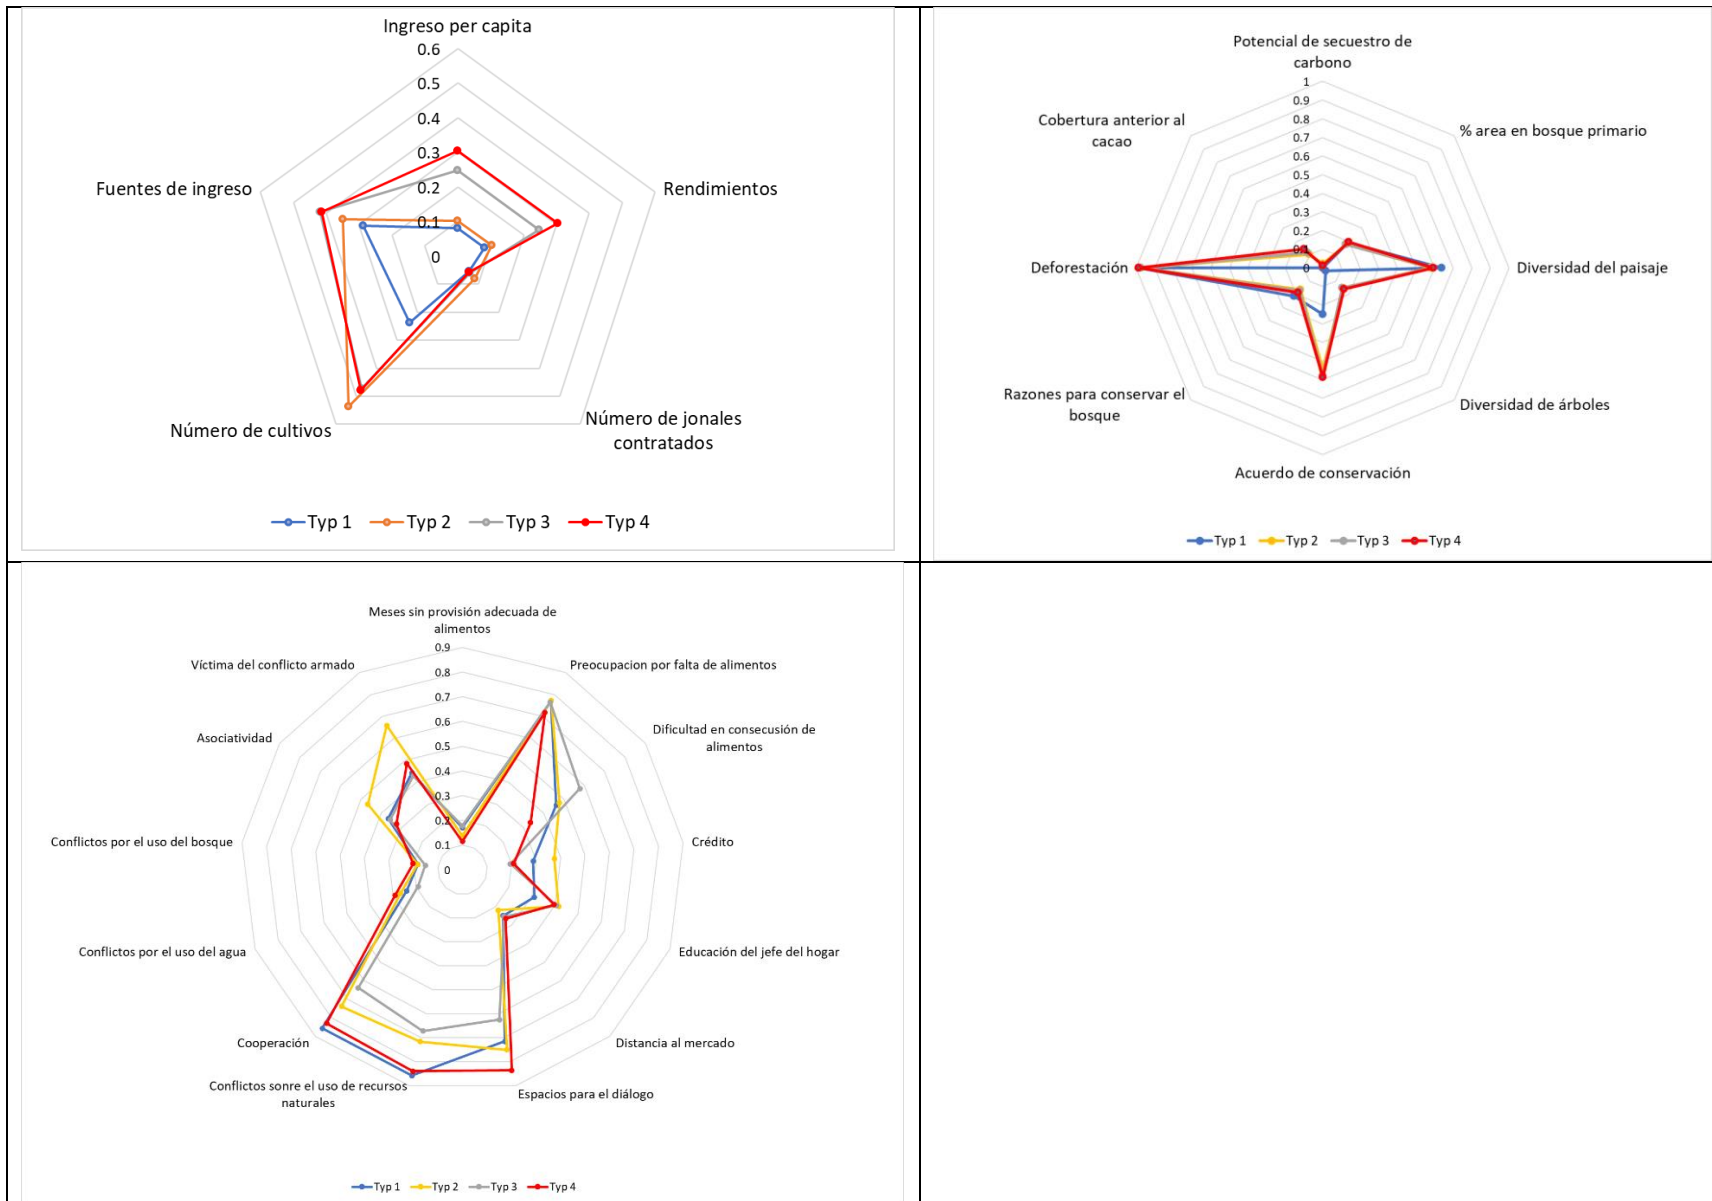 Ingreso per capita
0.6
0.5
0.4
0.3
0.2
0.1
0
Fuentes de ingreso
Rendimientos
Número de cultivos
Número de jonales
contratados
Typ 1 Typ 2 Typ 3 Typ 4
Potencial de secuestro de
carbono
1
0.9
0.8
0.7
0.6
0.5
0.4
0.3
0.2
0.1
0
Cobertura anterior al
cacao
% area en bosque primario
Deforestación
Diversidad del paisaje
Razones para conservar el
bosque
Diversidad de árboles
Acuerdo de conservación
Typ 1 Typ 2 Typ 3 Typ 4
Meses sin provisión adecuada de
alimentos
0.9
0.8
0.7
0.6
0.5
0.4
0.3
0.2
0.1
0
Víctima del conflicto armado
Preocupacion por falta de alimentos
Asociatividad
Dificultad en consecusión de
alimentos
Conflictos por el uso del bosque
Crédito
Conflictos por el uso del agua
Educación del jefe del hogar
Cooperación
Distancia al mercado
Conflictos sonre el uso de recursos
naturales
Espacios para el diálogo
Typ 1 Typ 2 Typ 3 Typ 4